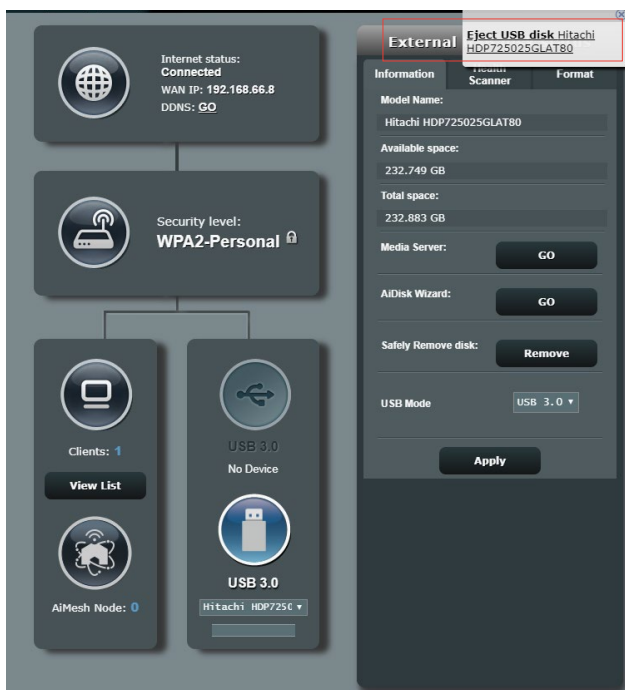 Internet status:
Connected
WAN IP: 192.168.66.8
DDNS: GO
Security level:
WPA2-Personal
Clients: 1
View List
AiMesh Node: 0
USB 3.0
No Device
USB 3.0
Hitachi HDP725C
External
Eject USB disk Hitachi
HDP725025GLAT80
Information
Health
Scanner
Format
Model Name:
Hitachi HDP725025GLAT80
Available space:
232.749 GB
Total space:
232.883 GB
Media Server:
GO
AiDisk Wizard:
GO
Safely Remove disk:
Remove
USB Mode
USB 3.0
Apply